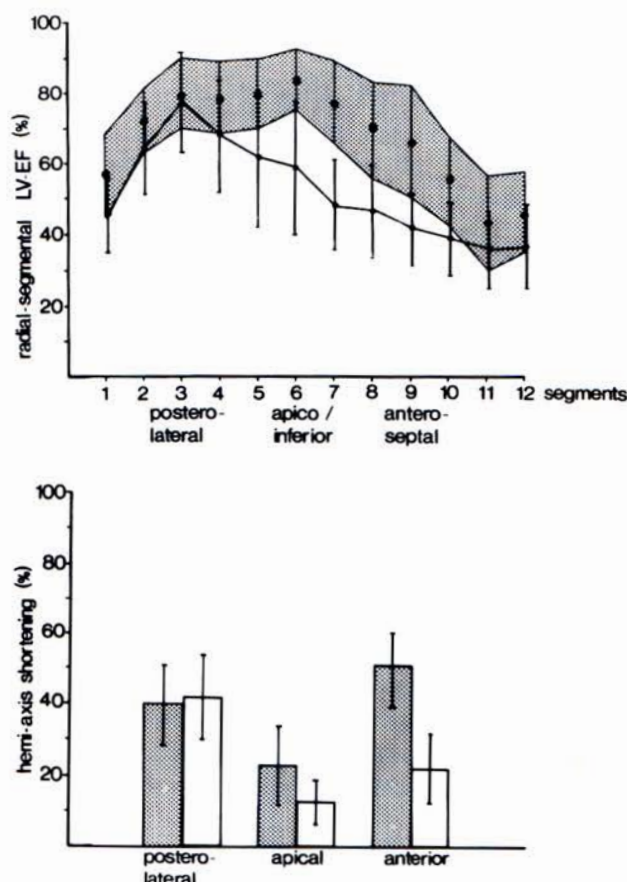 radial-segmental LV-EF (%)
100
80
60
40
20
1 2 3 4 5 6 7 8 9 10 11 12 segments
postero- apico / antero-
lateral inferior septal
hemi-axis shortening (%)
100
80
60
40
20
postero- apical anterior
lateral